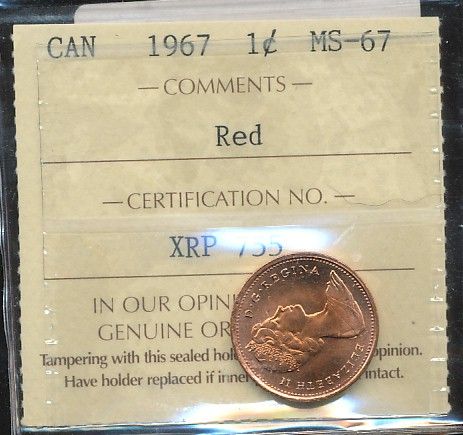 CAN 1967 1¢ MS-67
— COMMENTS —
Red
— CERTIFICATION NO. —
XRP 755
IN OUR OPIN
GENUINE OR
Tampering with this sealed hol opinion.
Have holder replaced if inner intact.
ELIZABETH II D·G·REGINA